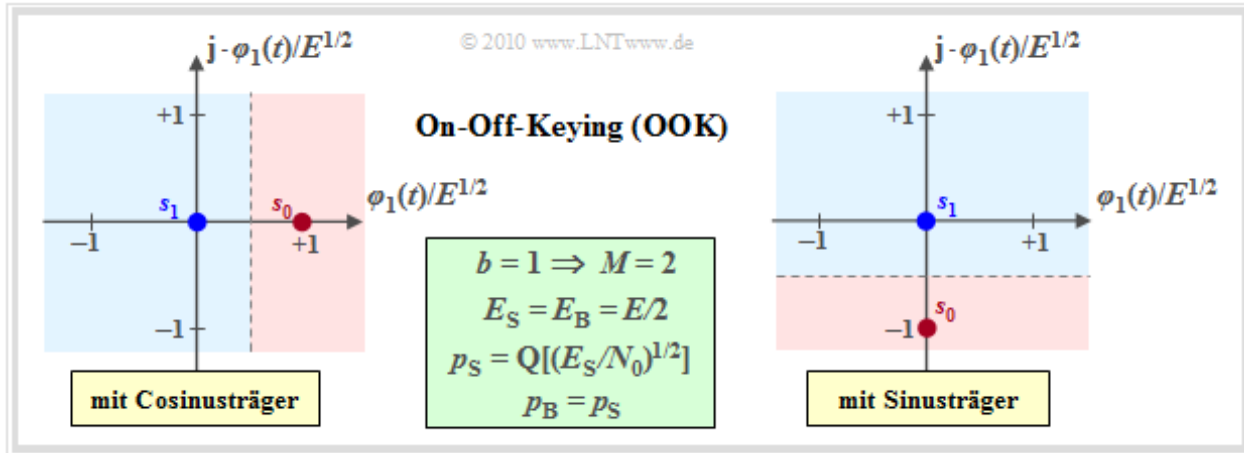 © 2010 www.LNTwww.de
On-Off-Keying (OOK)
j · φ₁(t)/E^{1/2}
+1
φ₁(t)/E^{1/2}
s₁
s₀
–1
+1
–1
mit Cosinusträger
b = 1 ⇒ M = 2
E_S = E_B = E/2
p_S = Q[(E_S/N₀)^{1/2}]
p_B = p_S
j · φ₁(t)/E^{1/2}
+1
φ₁(t)/E^{1/2}
s₁
–1
+1
s₀
–1
mit Sinusträger